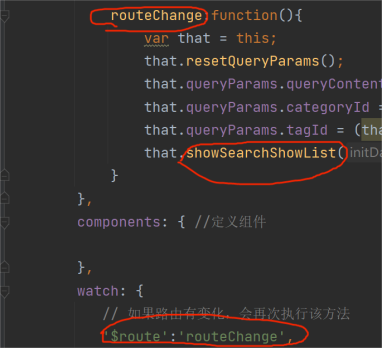 routeChange:function(){
var that = this;
that.resetQueryParams();
that.queryParams.queryContent
that.queryParams.categoryId =
that.queryParams.tagId = (tha
that.showSearchShowList( initDa
}
},
components: { //定义组件
},
watch: {
// 如果路由有变化，会再次执行该方法
'$route':'routeChange',